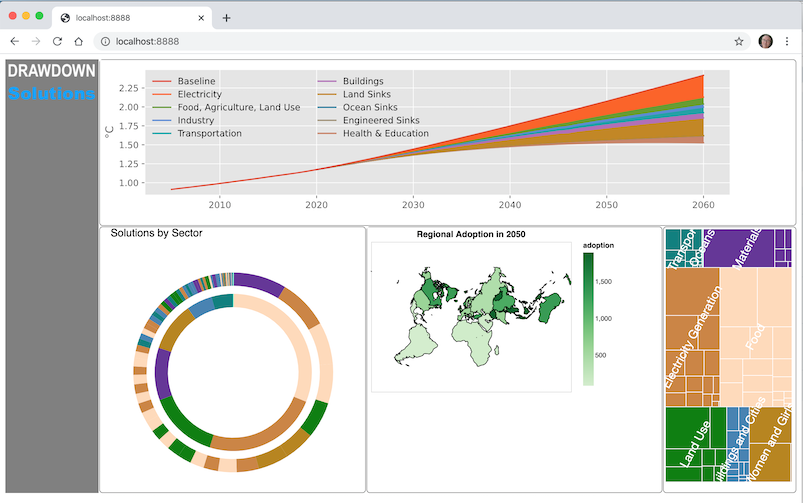 localhost:8888
localhost:8888
DRAWDOWN
Solutions
Baseline
Electricity
Food, Agriculture, Land Use
Industry
Transportation
Buildings
Land Sinks
Ocean Sinks
Engineered Sinks
Health & Education
°C
2.25
2.00
1.75
1.50
1.25
1.00
2010 2020 2030 2040 2050 2060
Solutions by Sector
Regional Adoption in 2050
adoption
1,500
1,000
500
Transpor
Oceans
Materials
Electricity Generation
Food
Land Use
ildings and Cities
Women and Girls